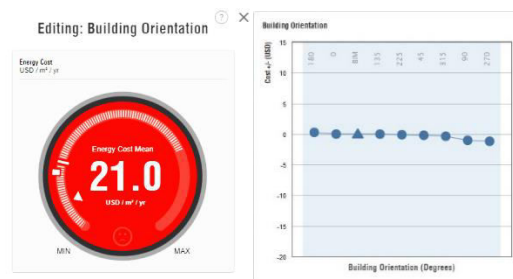 Editing: Building Orientation
?
Energy Cost
USD / m² / yr
Energy Cost Mean
21.0
USD / m² / yr
MIN
MAX
Building Orientation
Cost +/- (USD)
15
10
5
0
-5
-10
-15
-20
180
0
BIM
135
225
45
315
90
270
Building Orientation (Degrees)